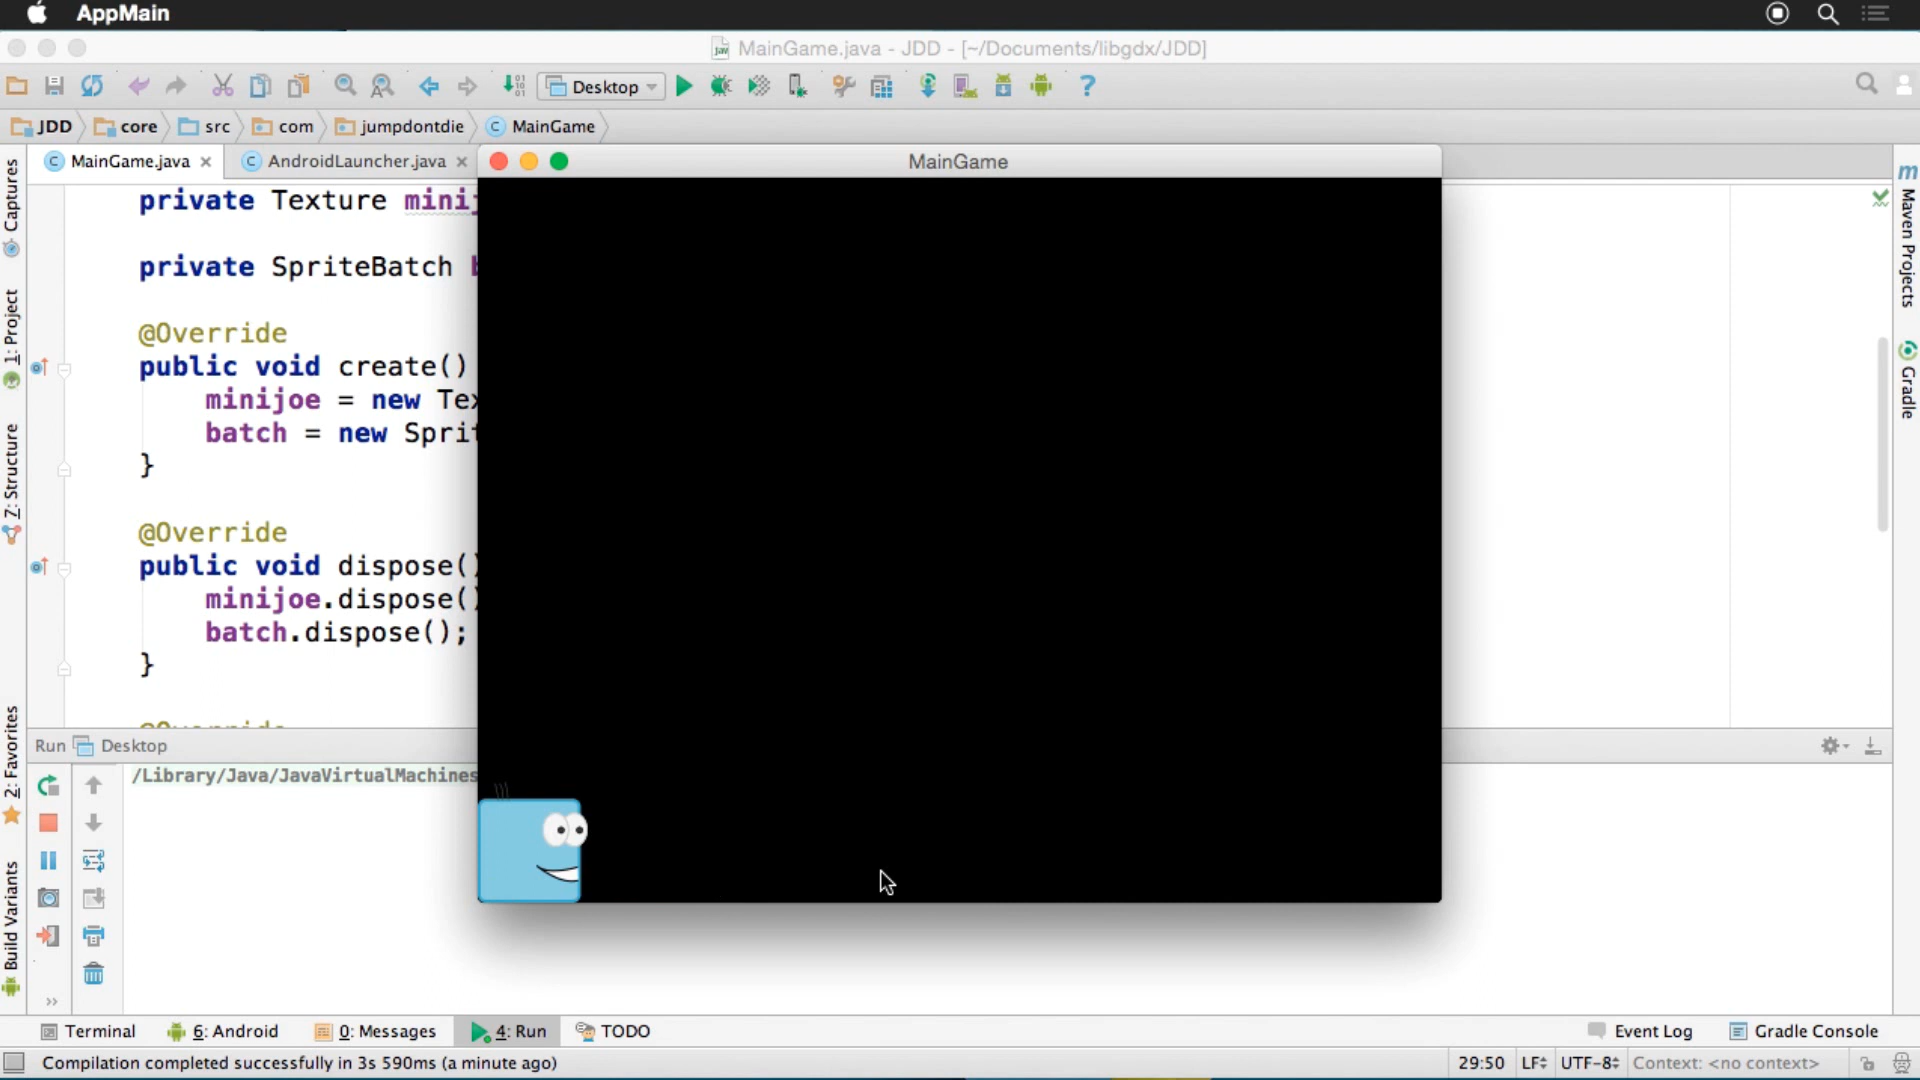 AppMain
MainGame.java - JDD - [~/Documents/libgdx/JDD]
Desktop
JDD core src com jumpdontdie MainGame
MainGame.java AndroidLauncher.java
MainGame
Captures
1: Project
7: Structure
2: Favorites
Build Variants
private Texture
private SpriteBatch
@Override
public void create()
minijoe = new
batch = new
}
@Override
public void dispose()
minijoe.dispose()
batch.dispose();
}
Maven Projects
Gradle
Run Desktop
/Library/Java/JavaVirtualMachines
Terminal 6: Android 0: Messages 4: Run TODO Event Log Gradle Console
Compilation completed successfully in 3s 590ms (a minute ago) 29:50 LF UTF-8 Context: <no context>